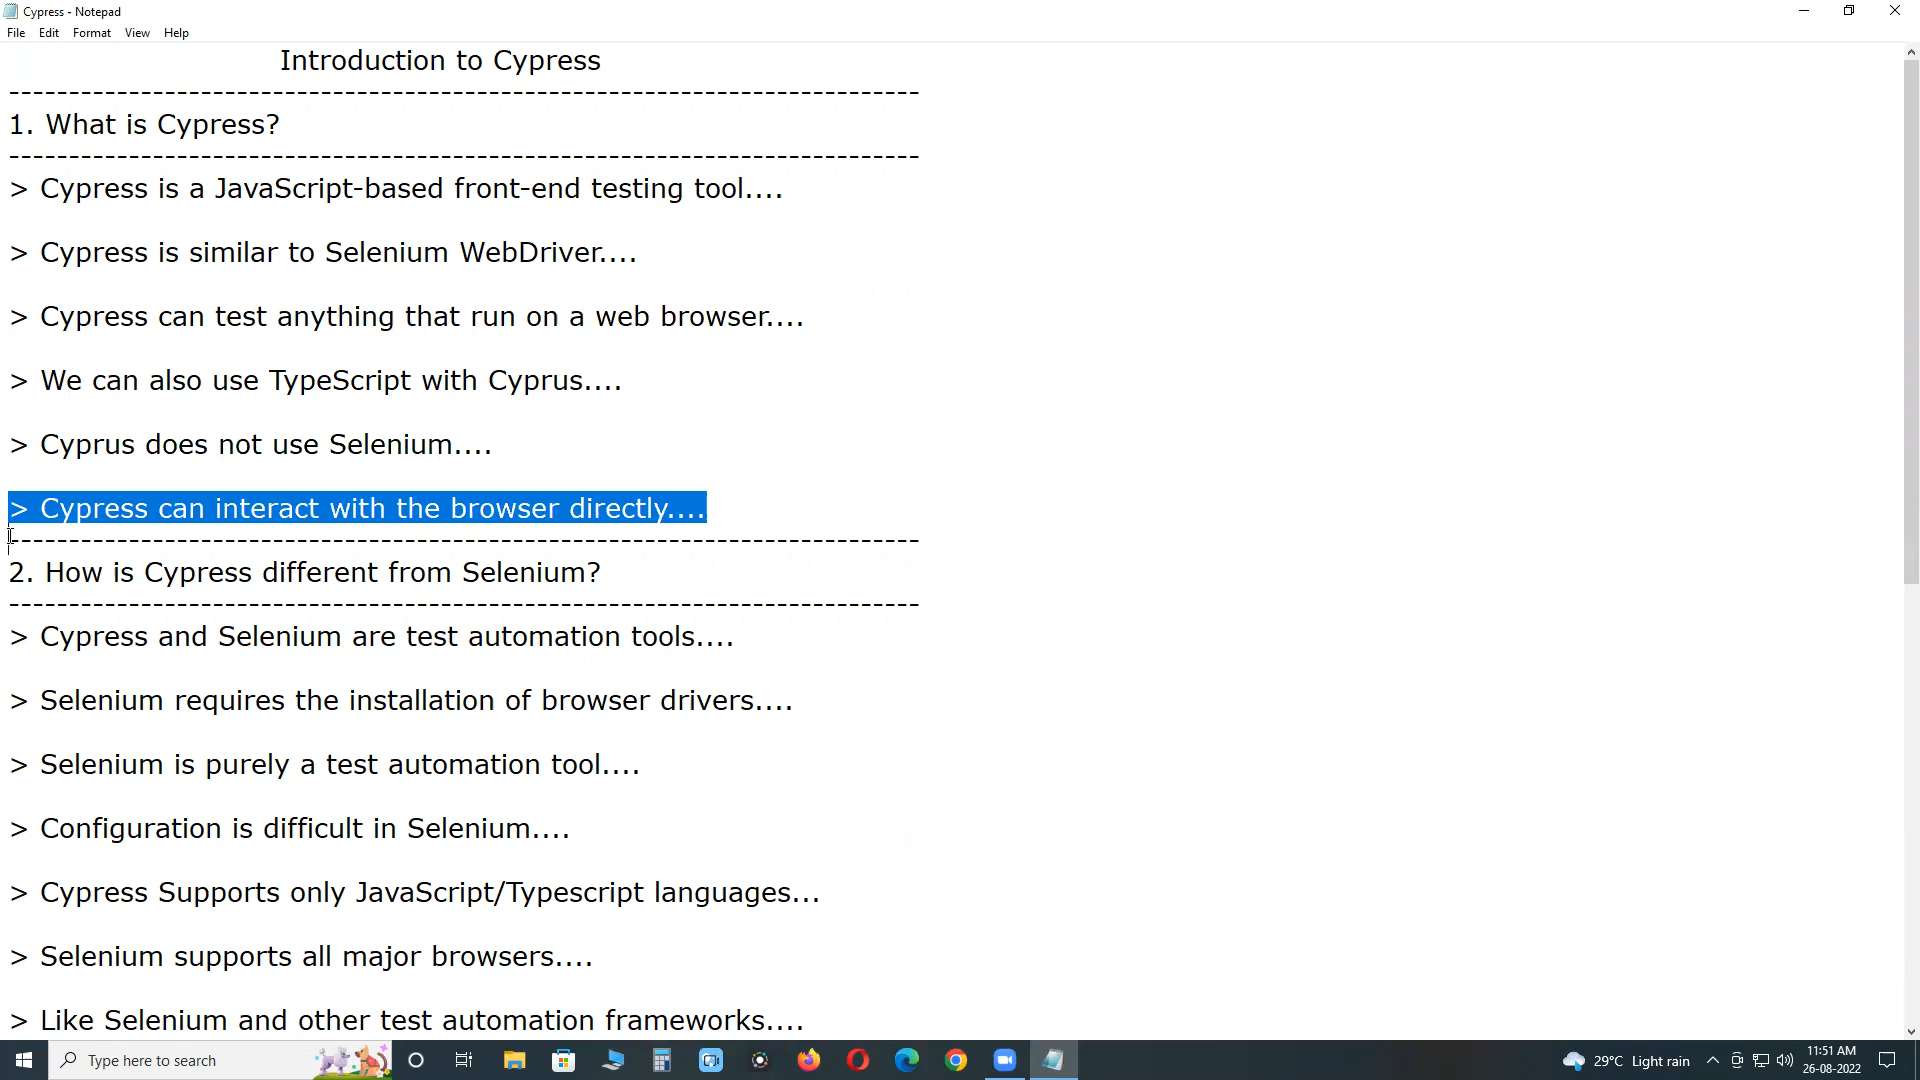 Cypress - Notepad
File Edit Format View Help
Introduction to Cypress
----------------------------------------------------------------------------
1. What is Cypress?
----------------------------------------------------------------------------
> Cypress is a JavaScript-based front-end testing tool....
> Cypress is similar to Selenium WebDriver....
> Cypress can test anything that run on a web browser....
> We can also use TypeScript with Cyprus....
> Cyprus does not use Selenium....
> Cypress can interact with the browser directly....
----------------------------------------------------------------------------
2. How is Cypress different from Selenium?
----------------------------------------------------------------------------
> Cypress and Selenium are test automation tools....
> Selenium requires the installation of browser drivers....
> Selenium is purely a test automation tool....
> Configuration is difficult in Selenium....
> Cypress Supports only JavaScript/Typescript languages...
> Selenium supports all major browsers....
> Like Selenium and other test automation frameworks....
Type here to search
29°C Light rain
11:51 AM
26-08-2022